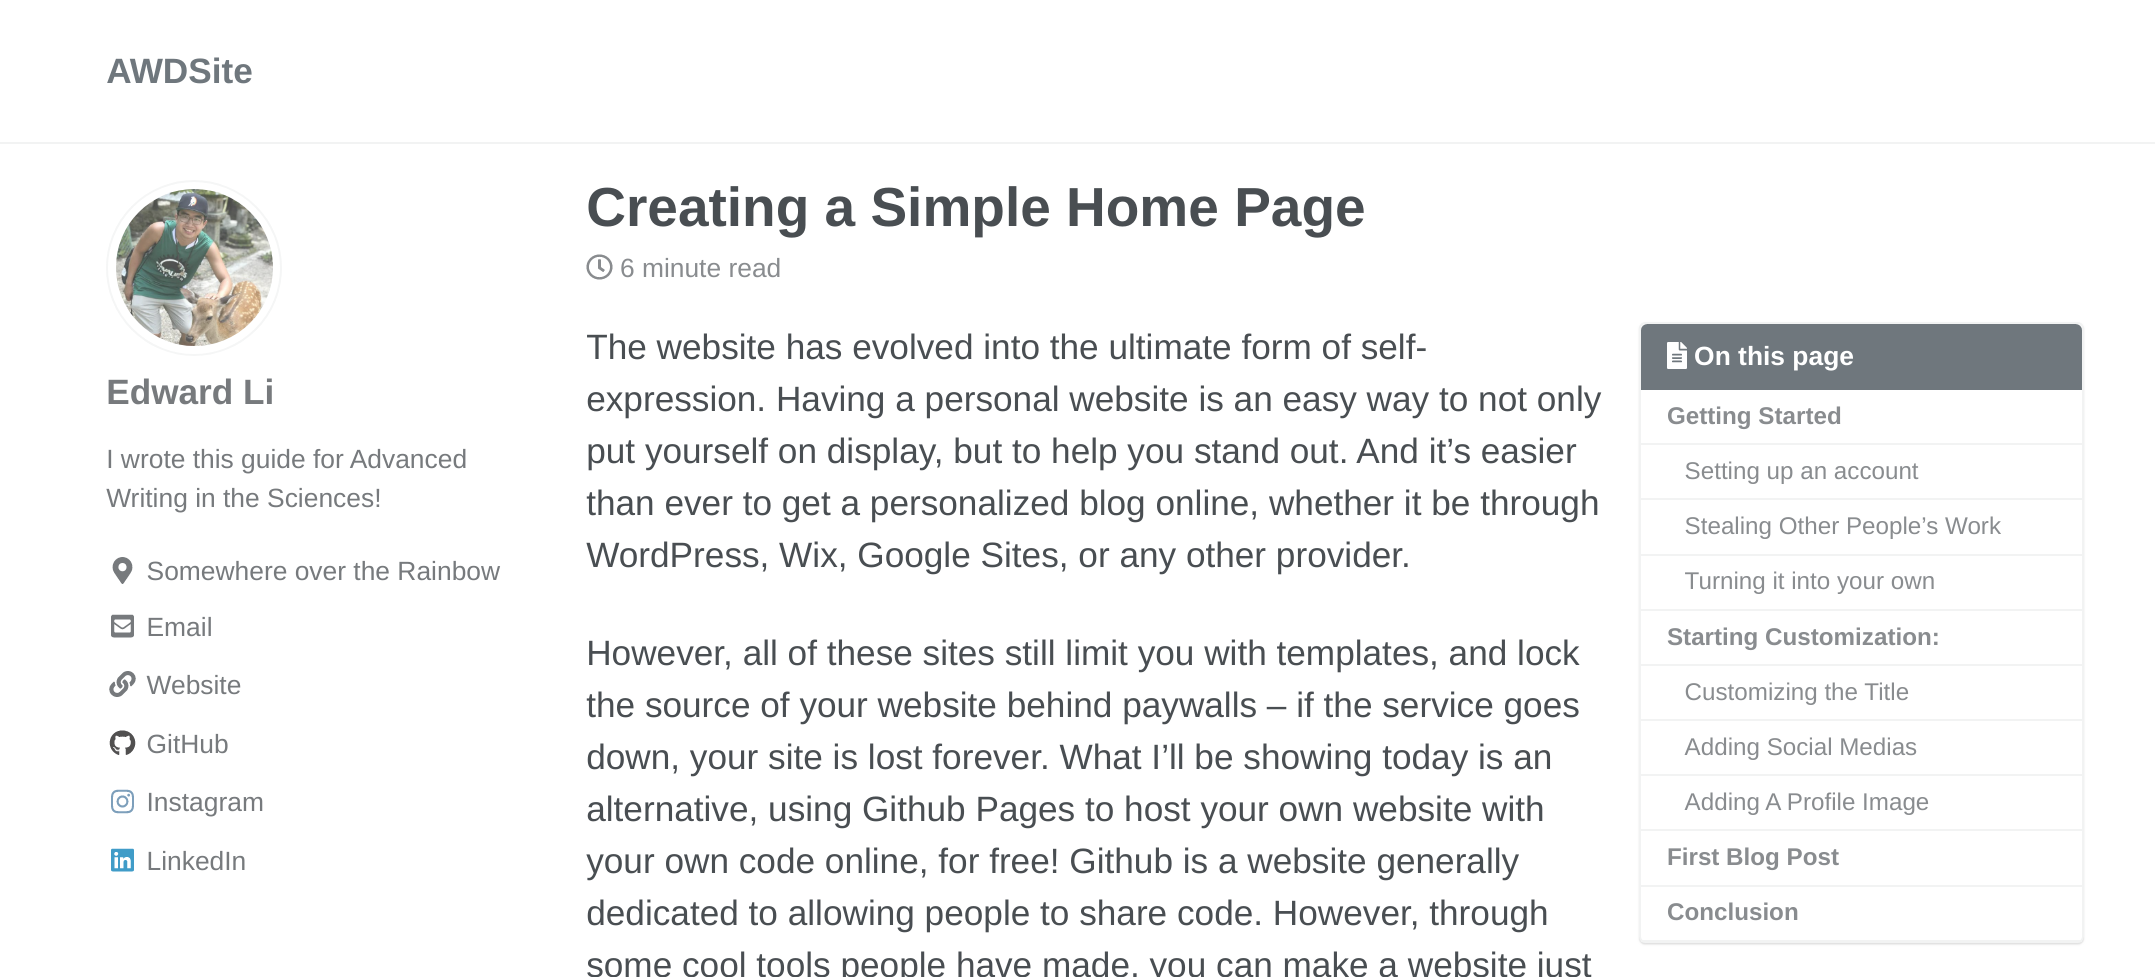 AWDSite
Edward Li
I wrote this guide for Advanced
Writing in the Sciences!
Somewhere over the Rainbow
Email
Website
GitHub
Instagram
LinkedIn
Creating a Simple Home Page
6 minute read
The website has evolved into the ultimate form of self-
expression. Having a personal website is an easy way to not only
put yourself on display, but to help you stand out. And it’s easier
than ever to get a personalized blog online, whether it be through
WordPress, Wix, Google Sites, or any other provider.
However, all of these sites still limit you with templates, and lock
the source of your website behind paywalls – if the service goes
down, your site is lost forever. What I’ll be showing today is an
alternative, using Github Pages to host your own website with
your own code online, for free! Github is a website generally
dedicated to allowing people to share code. However, through
some cool tools people have made, you can make a website just
On this page
Getting Started
Setting up an account
Stealing Other People’s Work
Turning it into your own
Starting Customization:
Customizing the Title
Adding Social Medias
Adding A Profile Image
First Blog Post
Conclusion